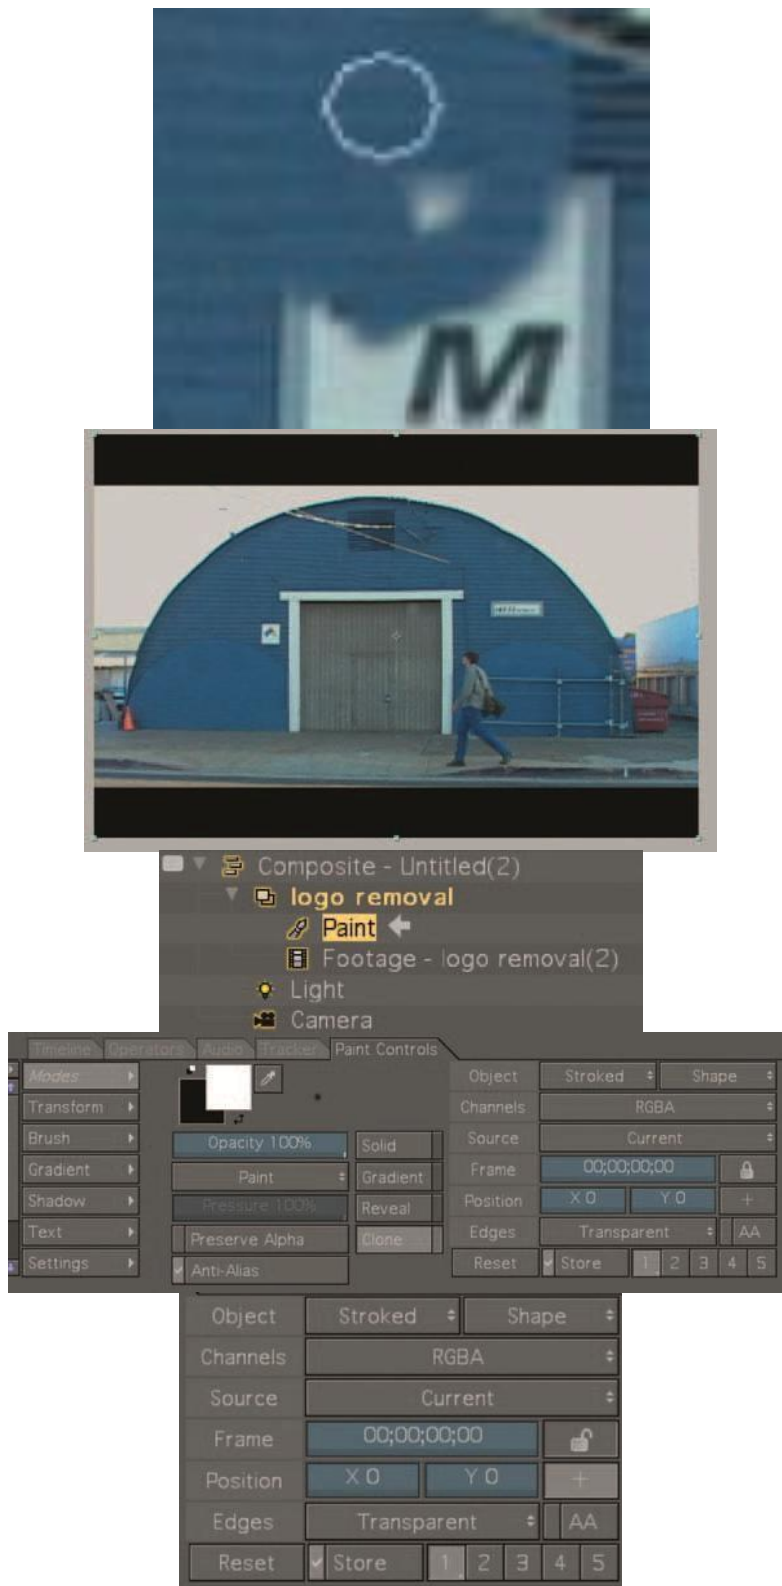 M
Composite - Untitled(2)
logo removal
Paint
Footage - logo removal(2)
Light
Camera
Timeline Operators Audio Tracker Paint Controls
Modes Object Stroked Shape
Transform Channels RGBA
Brush Opacity 100% Solid Source Current
Gradient Paint Gradient Frame 00;00;00;00
Shadow Pressure 100% Reveal Position X 0 Y 0 +
Text Preserve Alpha Clone Edges Transparent AA
Settings Anti-Alias Reset Store 1 2 3 4 5
Object Stroked Shape
Channels RGBA
Source Current
Frame 00;00;00;00
Position X 0 Y 0 +
Edges Transparent AA
Reset Store 1 2 3 4 5